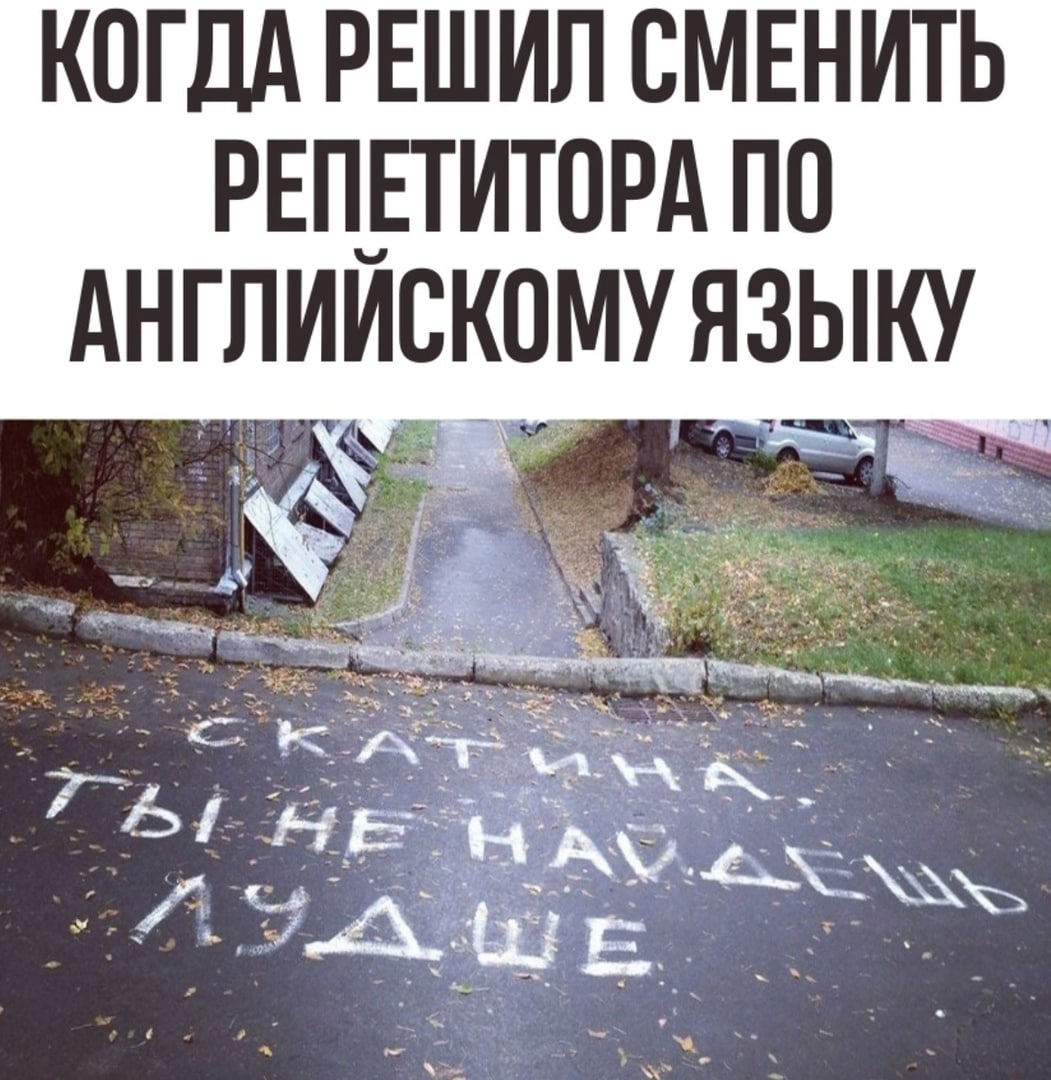 КОГДА РЕШИЛ СМЕНИТЬ
РЕПЕТИТОРА ПО
АНГЛИЙСКОМУ ЯЗЫКУ
СКАТИНА,
ТЫ НЕ НАЙДЕШЬ
ЛУДШЕ